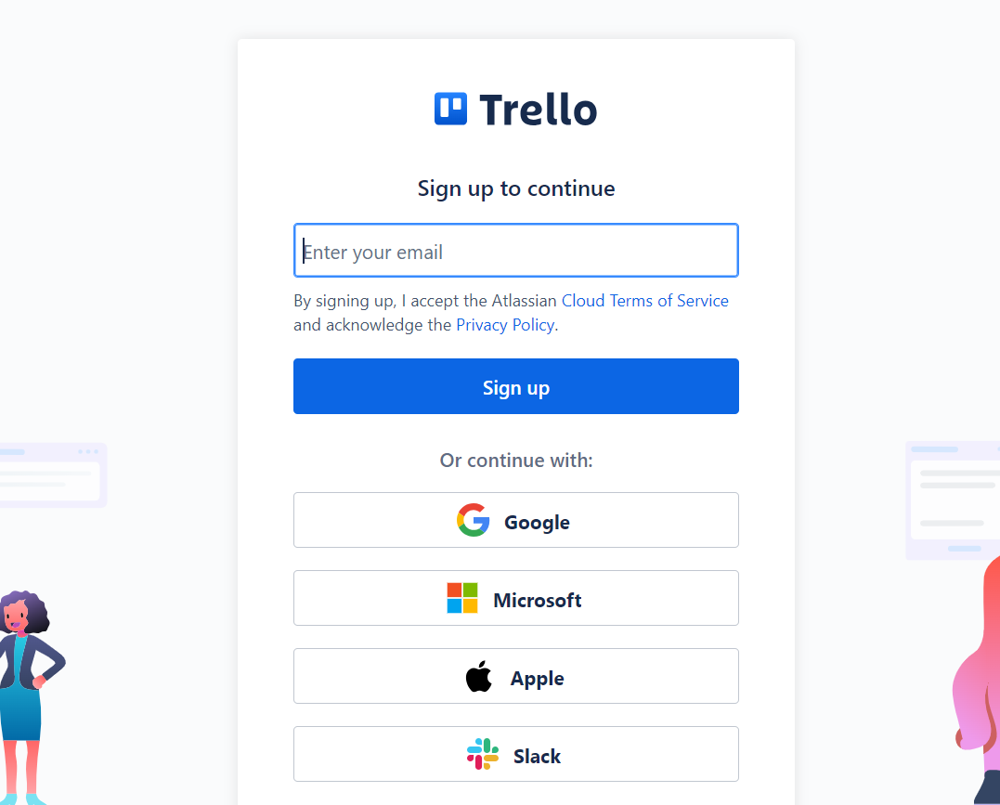 Trello
Sign up to continue
Enter your email
By signing up, I accept the Atlassian Cloud Terms of Service
and acknowledge the Privacy Policy.
Sign up
Or continue with:
Google
Microsoft
Apple
Slack